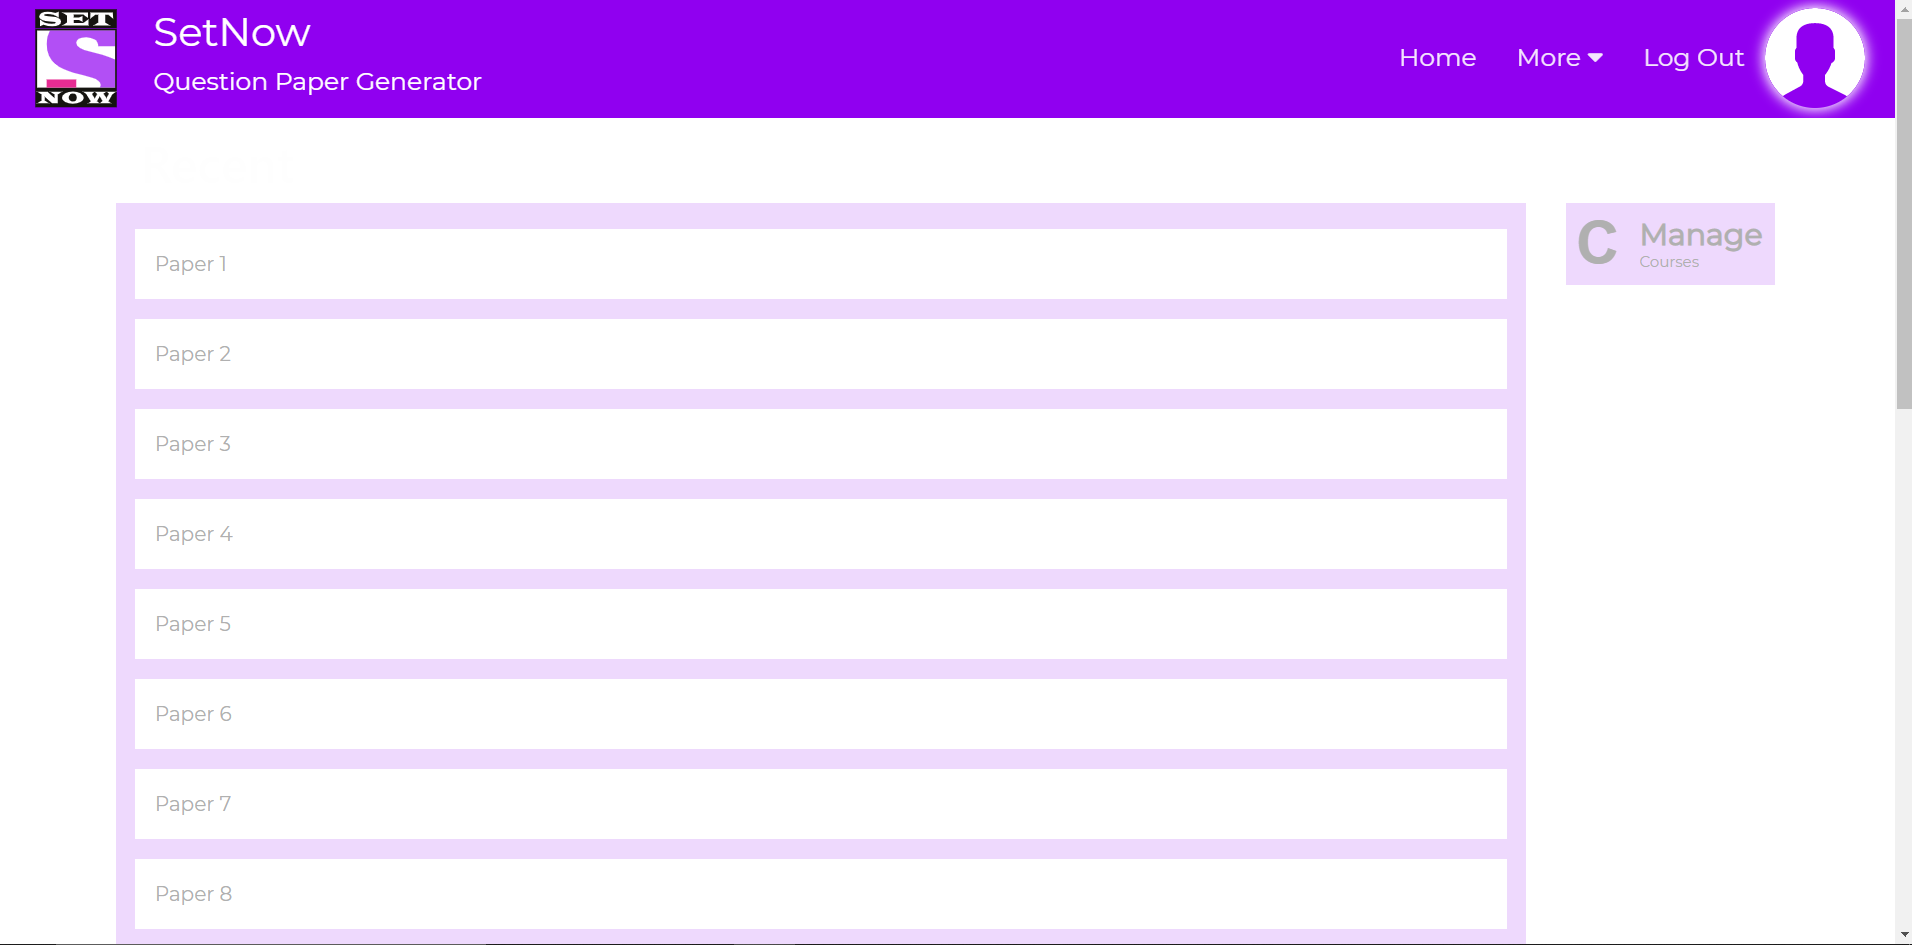 SET
S
NOW
SetNow
Question Paper Generator
Home
More
Log Out
Paper 1
Paper 2
Paper 3
Paper 4
Paper 5
Paper 6
Paper 7
Paper 8
C
Manage
Courses